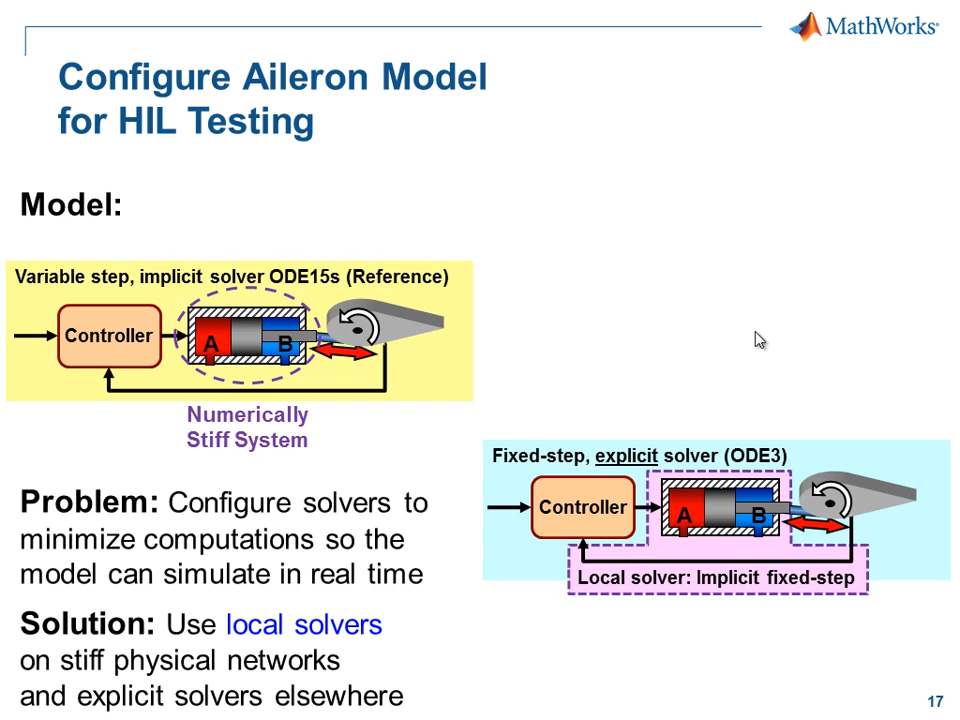 MathWorks®
Configure Aileron Model
for HIL Testing
Model:
Variable step, implicit solver ODE15s (Reference)
Controller
A
B
Numerically
Stiff System
Problem: Configure solvers to
minimize computations so the
model can simulate in real time
Solution: Use local solvers
on stiff physical networks
and explicit solvers elsewhere
Fixed-step, explicit solver (ODE3)
Controller
A
B
Local solver: Implicit fixed-step
17